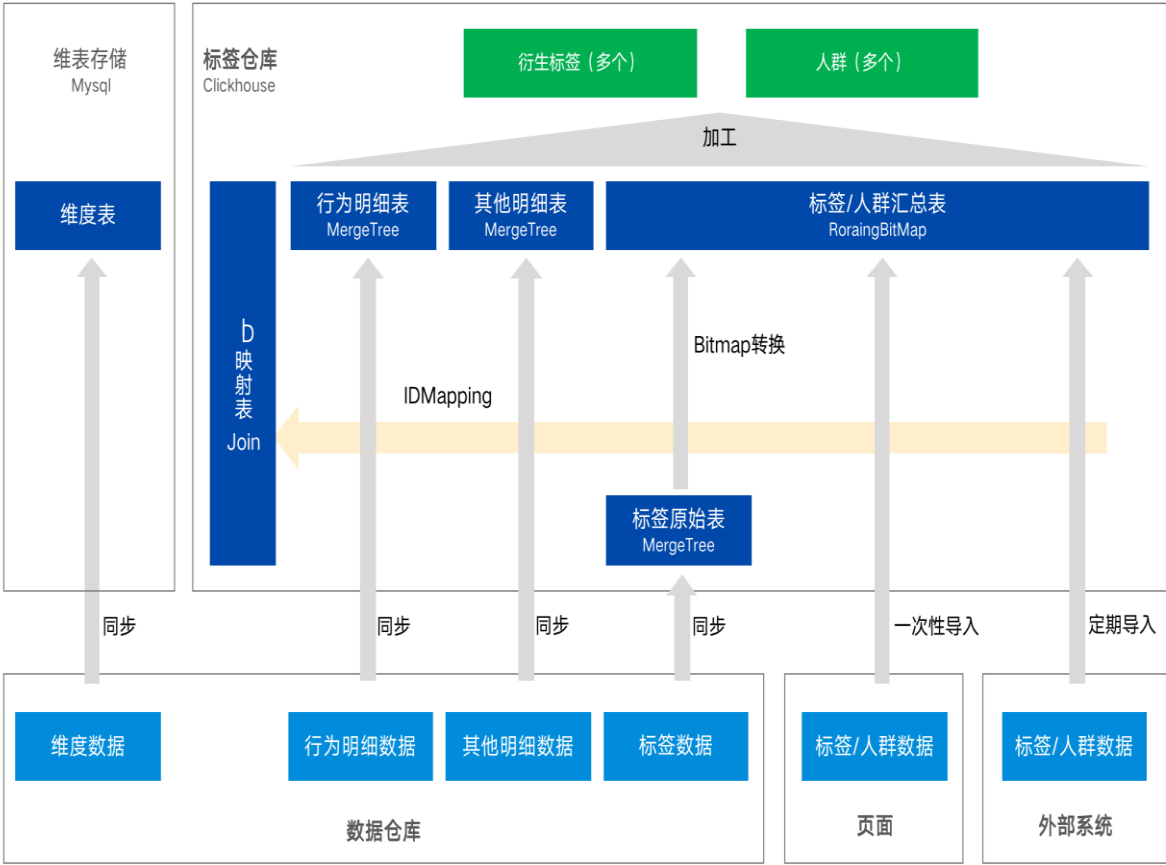 维表存储
Mysql
标签仓库
Clickhouse
衍生标签（多个）
人群（多个）
加工
维度表
行为明细表
MergeTree
其他明细表
MergeTree
标签/人群汇总表
RoraingBitMap
b
映
射
表
Join
Bitmap转换
IDMapping
标签原始表
MergeTree
同步
同步
同步
同步
一次性导入
定期导入
维度数据
行为明细数据
其他明细数据
标签数据
标签/人群数据
标签/人群数据
数据仓库
页面
外部系统